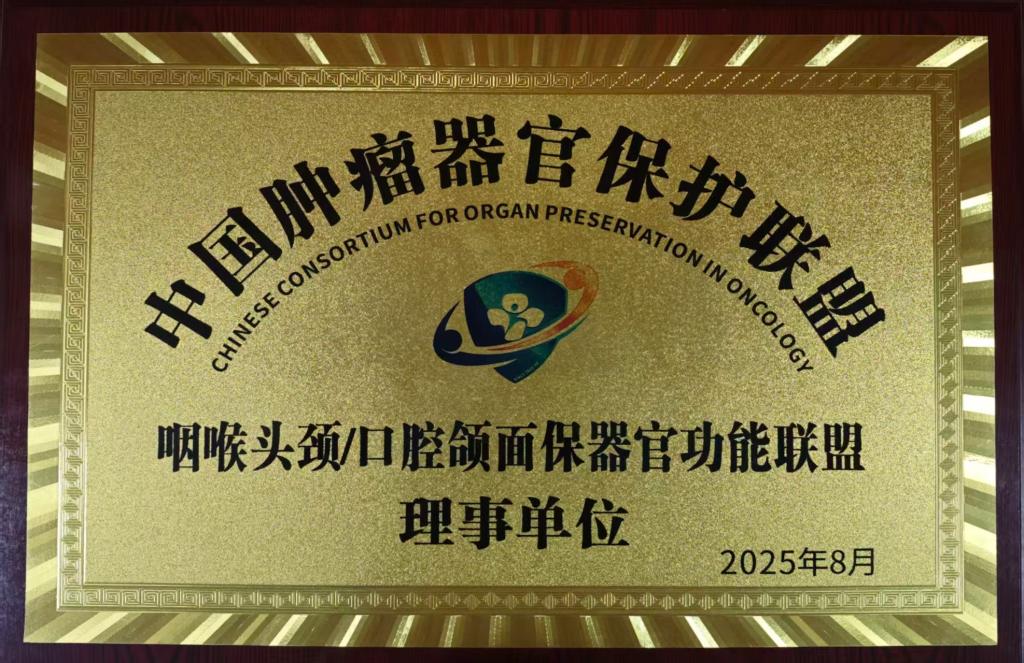 中国肿瘤器官保护联盟
CHINESE CONSORTIUM FOR ORGAN PRESERVATION IN ONCOLOGY
咽喉头颈/口腔颌面保器官功能联盟
理事单位
2025年8月